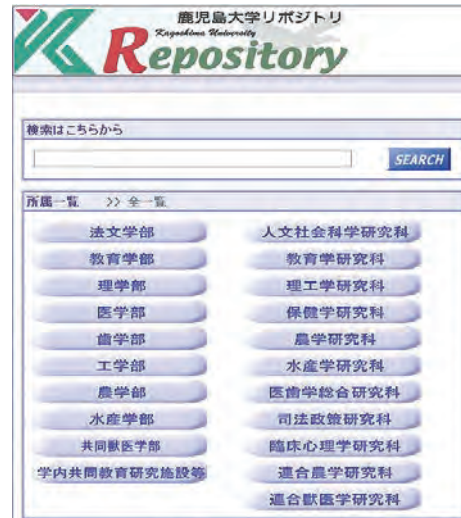 鹿児島大学リポジトリ
Kagoshima University
Repository
検索はこちらから
SEARCH
所属一覧 >> 全一覧
法文学部 人文社会科学研究科
教育学部 教育学研究科
理学部 理工学研究科
医学部 保健学研究科
歯学部 農学研究科
工学部 水産学研究科
農学部 医歯学総合研究科
水産学部 司法政策研究科
共同獣医学部 臨床心理学研究科
学内共同教育研究施設等 連合農学研究科
連合獣医学研究科